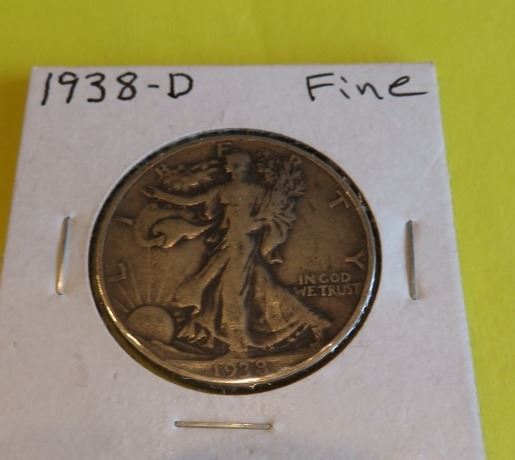 1938-D Fine
LIBERTY
IN GOD
WE TRUST
1938